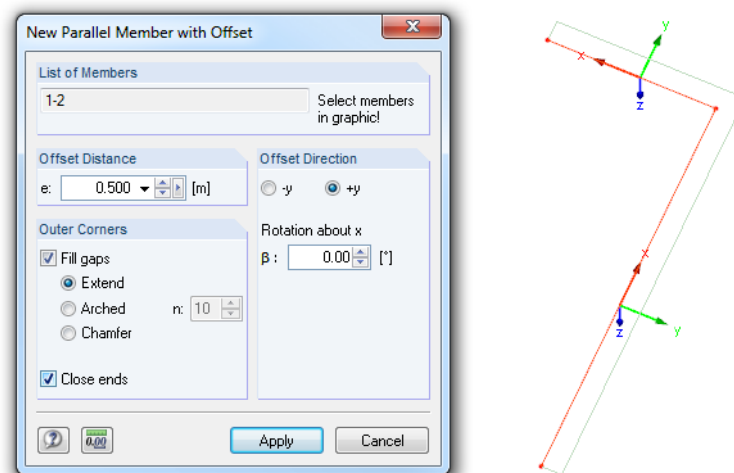 New Parallel Member with Offset
List of Members
1-2
Select members
in graphic!
Offset Distance
e: 0.500 [m]
Offset Direction
-y +y
Rotation about x
β : 0.00 [°]
Outer Corners
Fill gaps
Extend
Arched n: 10
Chamfer
Close ends
0.00
Apply
Cancel
x
y
z
x
y
z